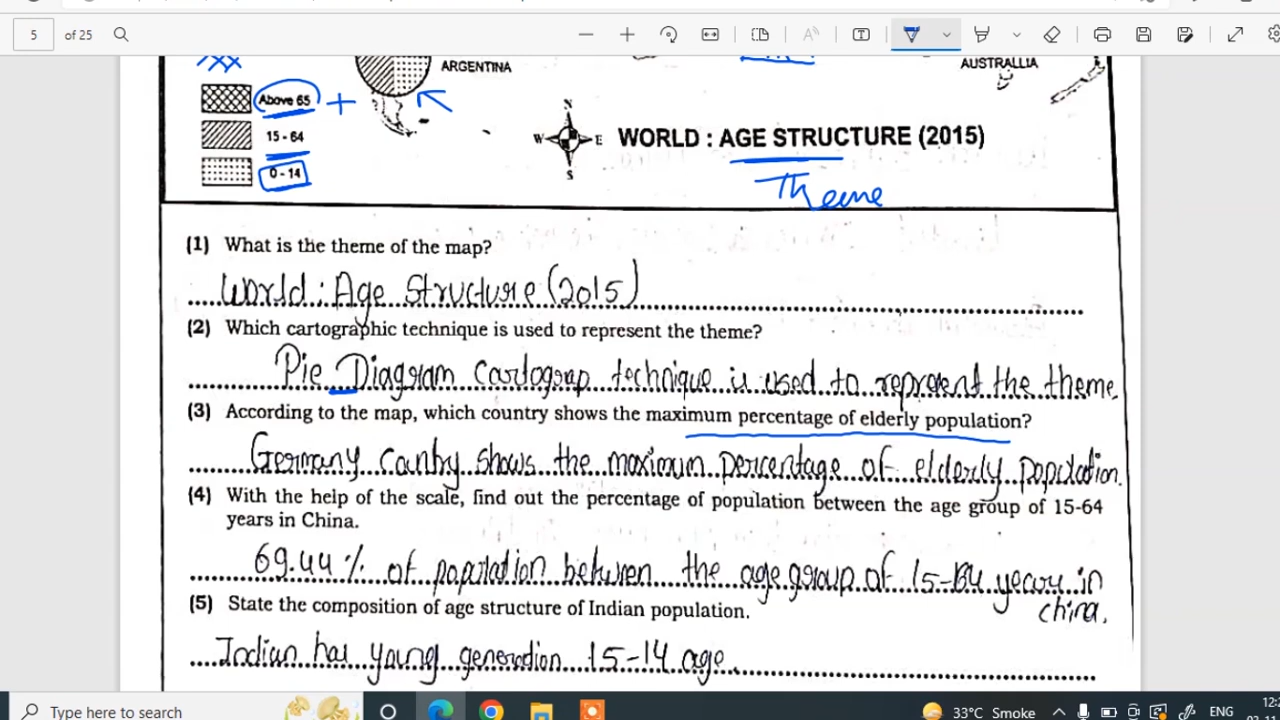 5 of 25
ARGENTINA
AUSTRALLIA
Above 65 +
15 - 64
0 - 14
N
W E
S
WORLD : AGE STRUCTURE (2015)
Theme
(1) What is the theme of the map?
World : Age Structure (2015)
(2) Which cartographic technique is used to represent the theme?
Pie Diagram Cartograp technique is used to represent the theme.
(3) According to the map, which country shows the maximum percentage of elderly population?
Germany Cantry shows the maximum percentage of elderly population.
(4) With the help of the scale, find out the percentage of population between the age group of 15-64
years in China.
69.44 % of population between the age group of 15-64 years in
china.
(5) State the composition of age structure of Indian population.
Indian has young generation 15-14 age.
Type here to search
33°C Smoke
ENG